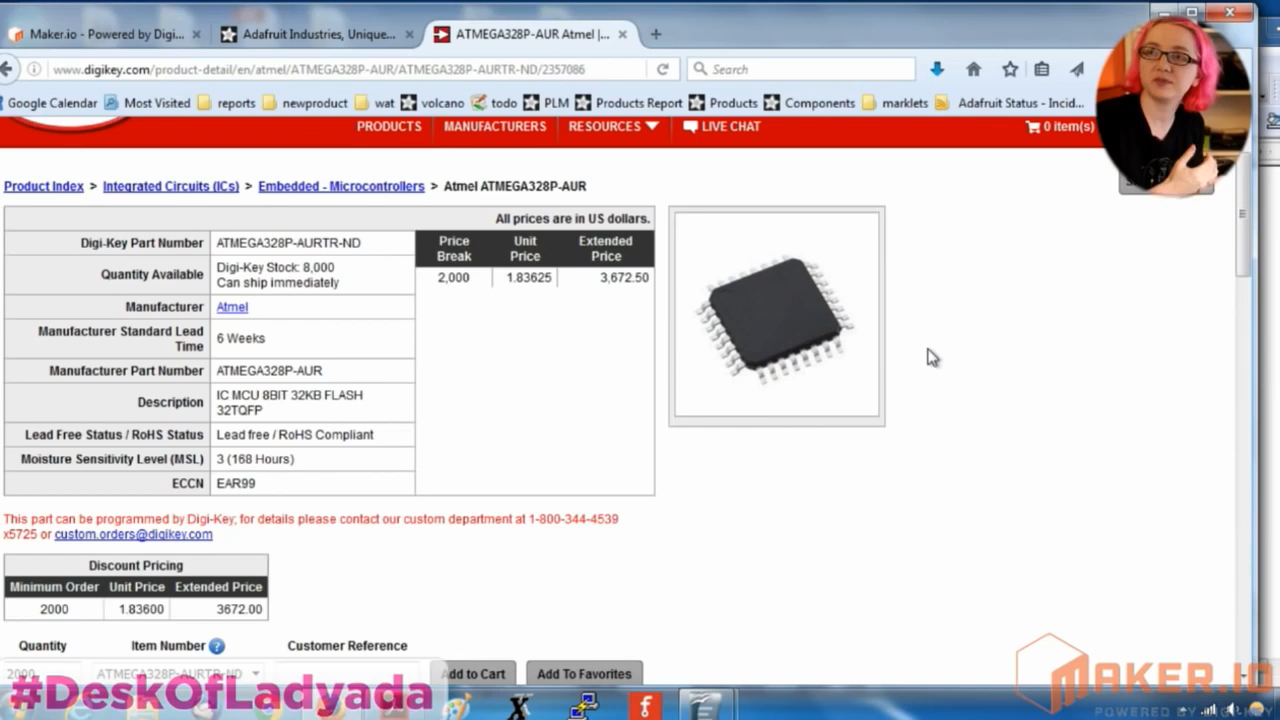 Maker.io - Powered by Digi... × Adafruit Industries, Unique... × ATMEGA328P-AUR Atmel |... × +
www.digikey.com/product-detail/en/atmel/ATMEGA328P-AUR/ATMEGA328P-AURTR-ND/2357086 Search
Google Calendar Most Visited reports newproduct wat volcano todo PLM Products Report Products Components marklets Adafruit Status - Incid...
PRODUCTS MANUFACTURERS RESOURCES LIVE CHAT 0 item(s)
Product Index > Integrated Circuits (ICs) > Embedded - Microcontrollers > Atmel ATMEGA328P-AUR
All prices are in US dollars.
Digi-Key Part Number ATMEGA328P-AURTR-ND
Price Break Unit Price Extended Price
Quantity Available Digi-Key Stock: 8,000
Can ship immediately
2,000 1.83625 3,672.50
Manufacturer Atmel
Manufacturer Standard Lead Time 6 Weeks
Manufacturer Part Number ATMEGA328P-AUR
Description IC MCU 8BIT 32KB FLASH
32TQFP
Lead Free Status / RoHS Status Lead free / RoHS Compliant
Moisture Sensitivity Level (MSL) 3 (168 Hours)
ECCN EAR99
This part can be programmed by Digi-Key; for details please contact our custom department at 1-800-344-4539
x5725 or custom.orders@digikey.com
Discount Pricing
Minimum Order Unit Price Extended Price
2000 1.83600 3672.00
Quantity Item Number ? Customer Reference
2000 ATMEGA328P-AURTR-ND Add to Cart Add To Favorites
#DeskOfLadyada
MAKER.IO
POWERED BY DIGI-KEY